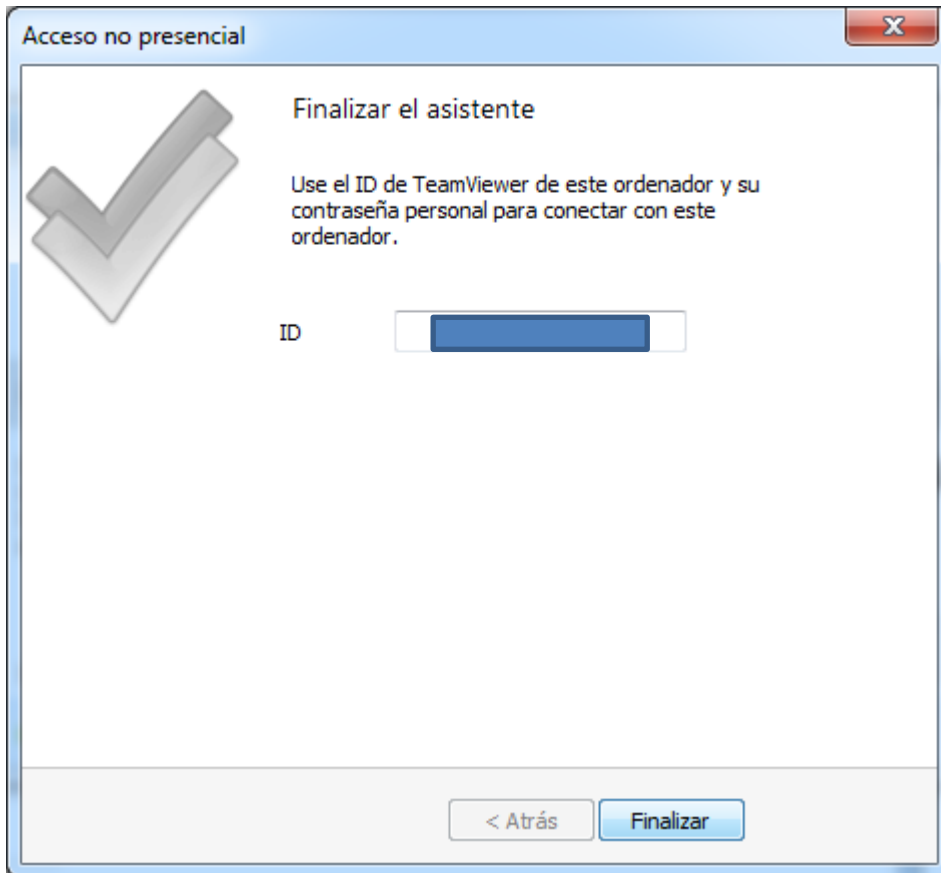 Acceso no presencial
Finalizar el asistente
Use el ID de TeamViewer de este ordenador y su
contraseña personal para conectar con este
ordenador.
ID
< Atrás
Finalizar